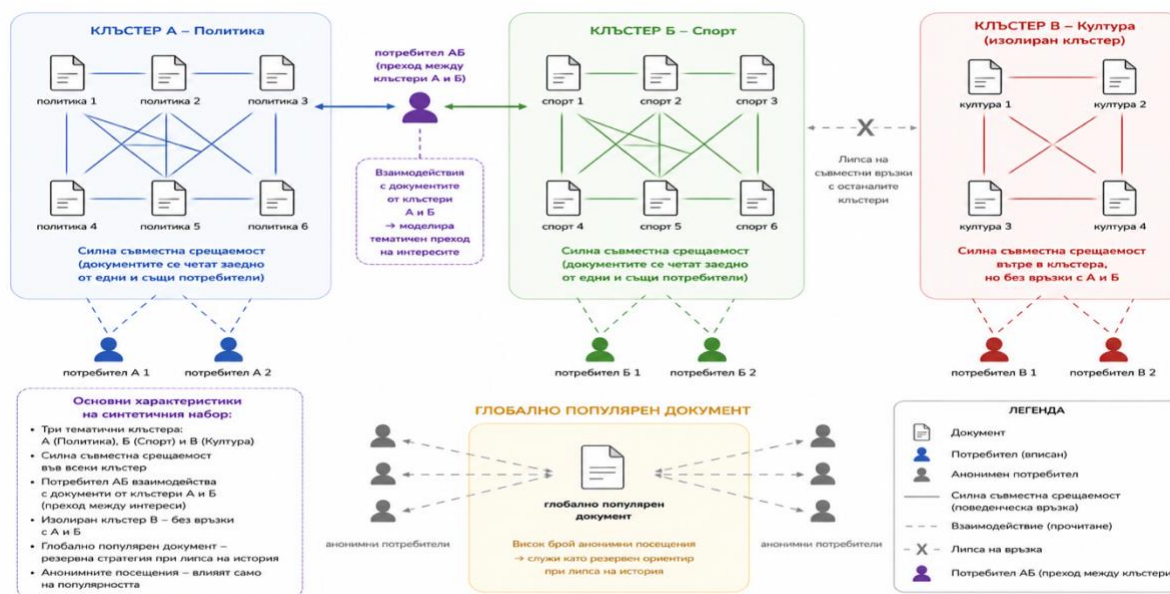 КЛЪСТЕР А – Политика
политика 1
политика 2
политика 3
политика 4
политика 5
политика 6
Силна съвместна срещаемост
(документите се четат заедно
от едни и същи потребители)
потребител А 1
потребител А 2
потребител АБ
(преход между
клъстери А и Б)
Взаимодействия
с документите
от клъстери
А и Б
→ моделира
тематичен преход
на интересите
КЛЪСТЕР Б – Спорт
спорт 1
спорт 2
спорт 3
спорт 4
спорт 5
спорт 6
Силна съвместна срещаемост
(документите се четат заедно
от едни и същи потребители)
потребител Б 1
потребител Б 2
X
Липса на
съвместни връзки
с останалите
клъстери
КЛЪСТЕР В – Култура
(изолиран клъстер)
култура 1
култура 2
култура 3
култура 4
Силна съвместна срещаемост
вътре в клъстера,
но без връзки с А и Б
потребител В 1
потребител В 2
Основни характеристики
на синтетичния набор:
• Три тематични клъстера:
А (Политика), Б (Спорт) и В (Култура)
• Силна съвместна срещаемост
във всеки клъстер
• Потребител АБ взаимодейства
с документи от клъстери А и Б
(преход между интереси)
• Изолиран клъстер В – без връзки
с А и Б
• Глобално популярен документ –
резервна стратегия при липса на история
• Анонимните посещения – влияят само
на популярността
ГЛОБАЛНО ПОПУЛЯРЕН ДОКУМЕНТ
анонимни потребители
глобално популярен
документ
Висок брой анонимни посещения
→ служи като резервен ориентир
при липса на история
анонимни потребители
ЛЕГЕНДА
Документ
Потребител (вписан)
Анонимен потребител
Силна съвместна срещаемост
(поведенческа връзка)
Взаимодействие (прочитане)
X
Липса на връзка
Потребител АБ (преход между клъстери)